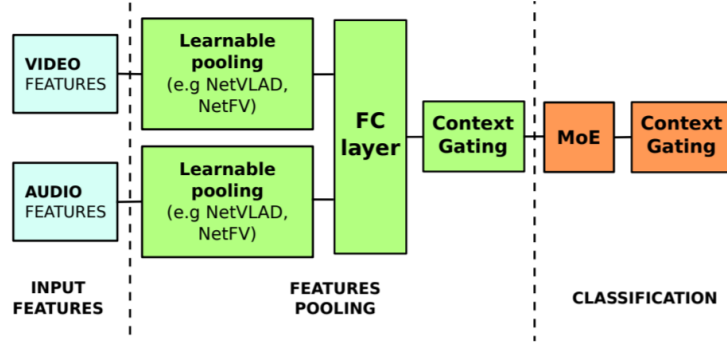 VIDEO
FEATURES
Learnable
pooling
(e.g NetVLAD,
NetFV)
AUDIO
FEATURES
Learnable
pooling
(e.g NetVLAD,
NetFV)
FC
layer
Context
Gating
MoE
Context
Gating
INPUT
FEATURES
FEATURES
POOLING
CLASSIFICATION